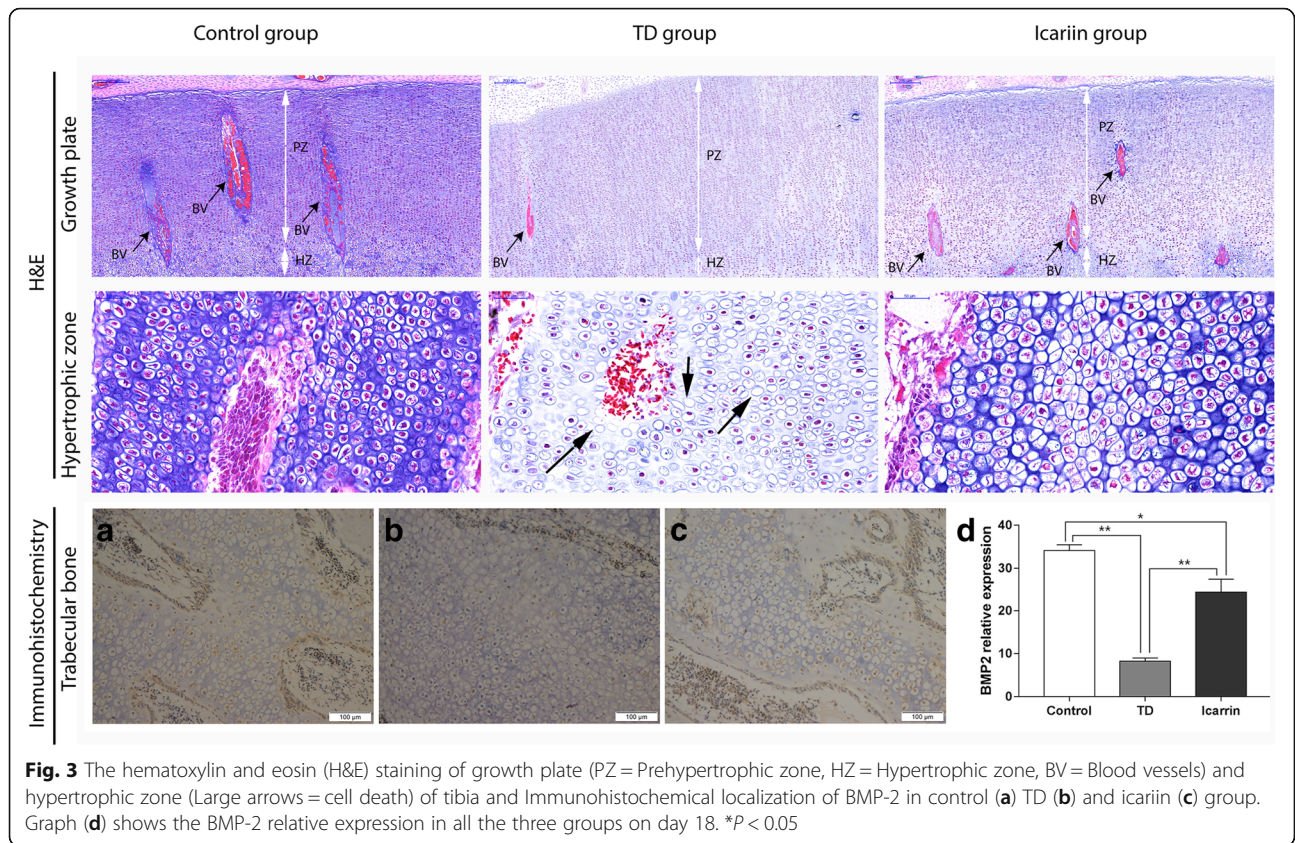 Control group
TD group
Icariin group
H&E
Growth plate
PZ
BV
BV
BV
HZ
PZ
BV
HZ
200 µm
PZ
BV
BV
BV
HZ
Hypertrophic zone
50 µm
Immunohistochemistry
Trabecular bone
a
100 µm
b
100 µm
c
100 µm
d
BMP2 relative expression
40
30
20
10
0
**
*
**
Control
TD
Icarrin
Fig. 3 The hematoxylin and eosin (H&E) staining of growth plate (PZ = Prehypertrophic zone, HZ = Hypertrophic zone, BV = Blood vessels) and
hypertrophic zone (Large arrows = cell death) of tibia and Immunohistochemical localization of BMP-2 in control (a) TD (b) and icariin (c) group.
Graph (d) shows the BMP-2 relative expression in all the three groups on day 18. *P < 0.05